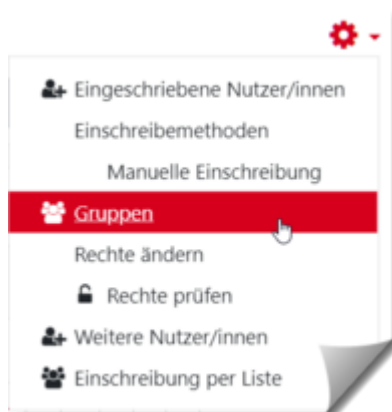 Eingeschriebene Nutzer/innen
Einschreibemethoden
Manuelle Einschreibung
Gruppen
Rechte ändern
Rechte prüfen
Weitere Nutzer/innen
Einschreibung per Liste